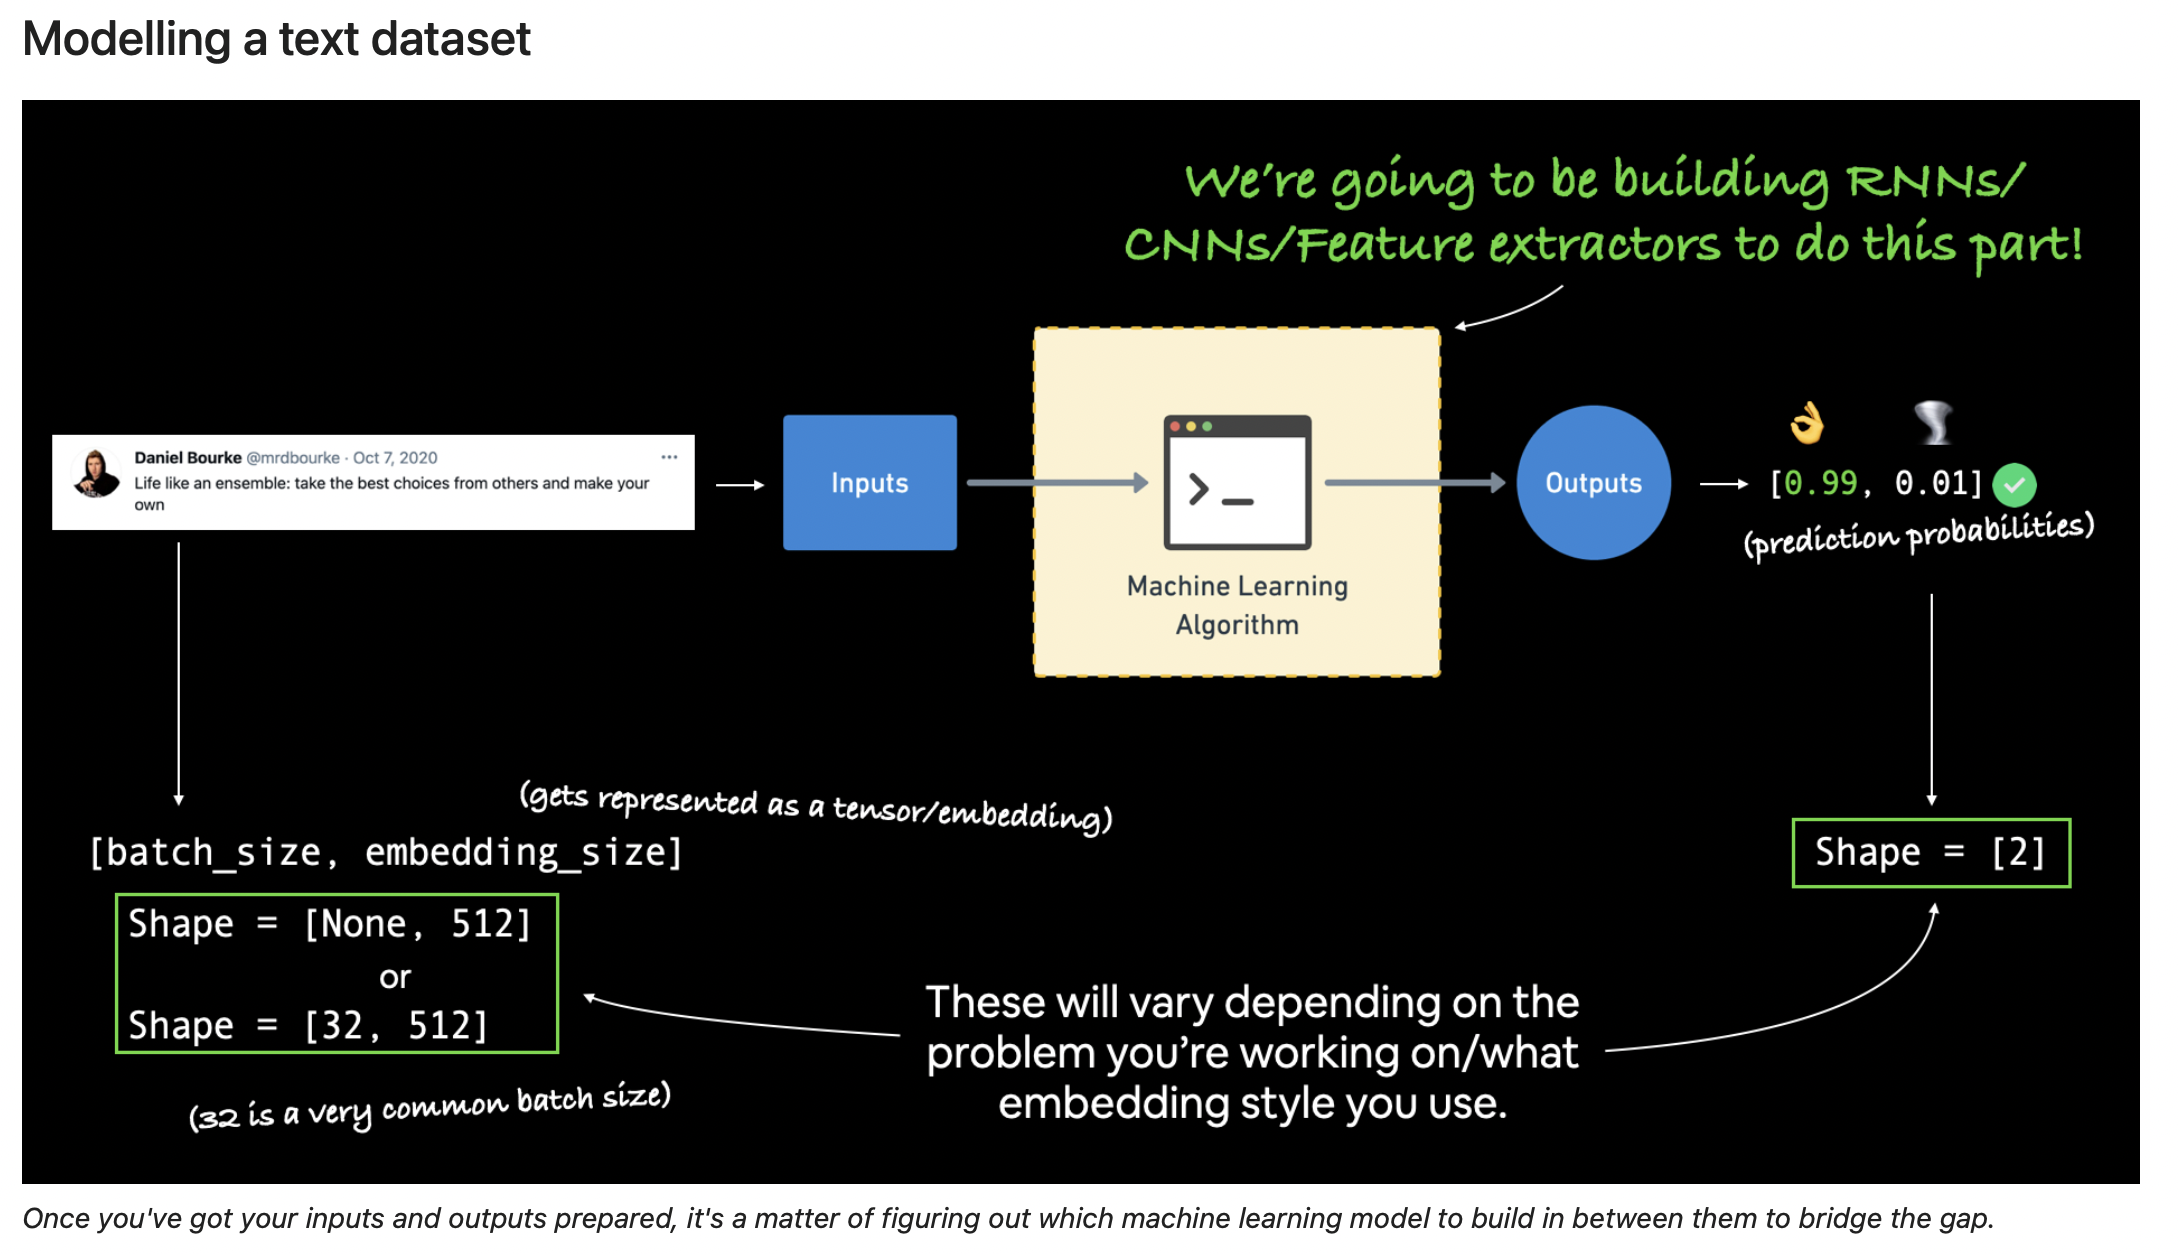 Modelling a text dataset
We're going to be building RNNs/
CNNs/Feature extractors to do this part!
Daniel Bourke @mrdbourke · Oct 7, 2020
Life like an ensemble: take the best choices from others and make your
own
Inputs
Machine Learning
Algorithm
Outputs
[0.99, 0.01]
(prediction probabilities)
(gets represented as a tensor/embedding)
[batch_size, embedding_size]
Shape = [None, 512]
or
Shape = [32, 512]
(32 is a very common batch size)
These will vary depending on the
problem you're working on/what
embedding style you use.
Shape = [2]
Once you've got your inputs and outputs prepared, it's a matter of figuring out which machine learning model to build in between them to bridge the gap.